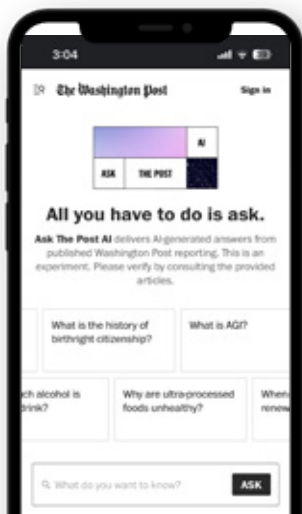 3:04
The Washington Post
Sign in
AI
ASK THE POST
All you have to do is ask.
Ask The Post AI delivers AI-generated answers from
published Washington Post reporting. This is an
experiment. Please verify by consulting the provided
articles.
What is the history of
birthright citizenship?
What is AGI?
ch alcohol is
drink?
Why are ultra-processed
foods unhealthy?
When
renew
What do you want to know?
ASK